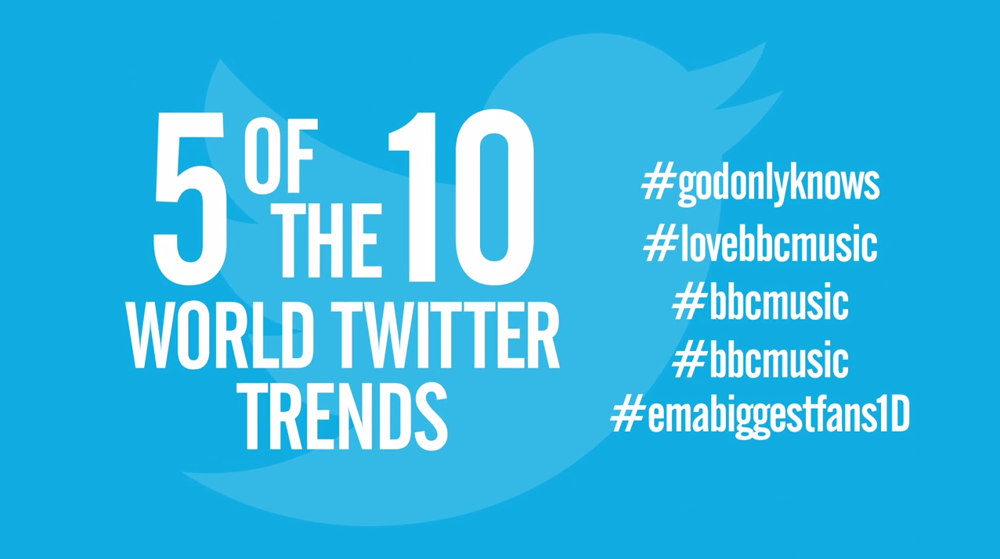 5 OF THE 10
WORLD TWITTER
TRENDS
#godonlyknows
#lovebbcmusic
#bbcmusic
#bbcmusic
#emabiggestfans1D